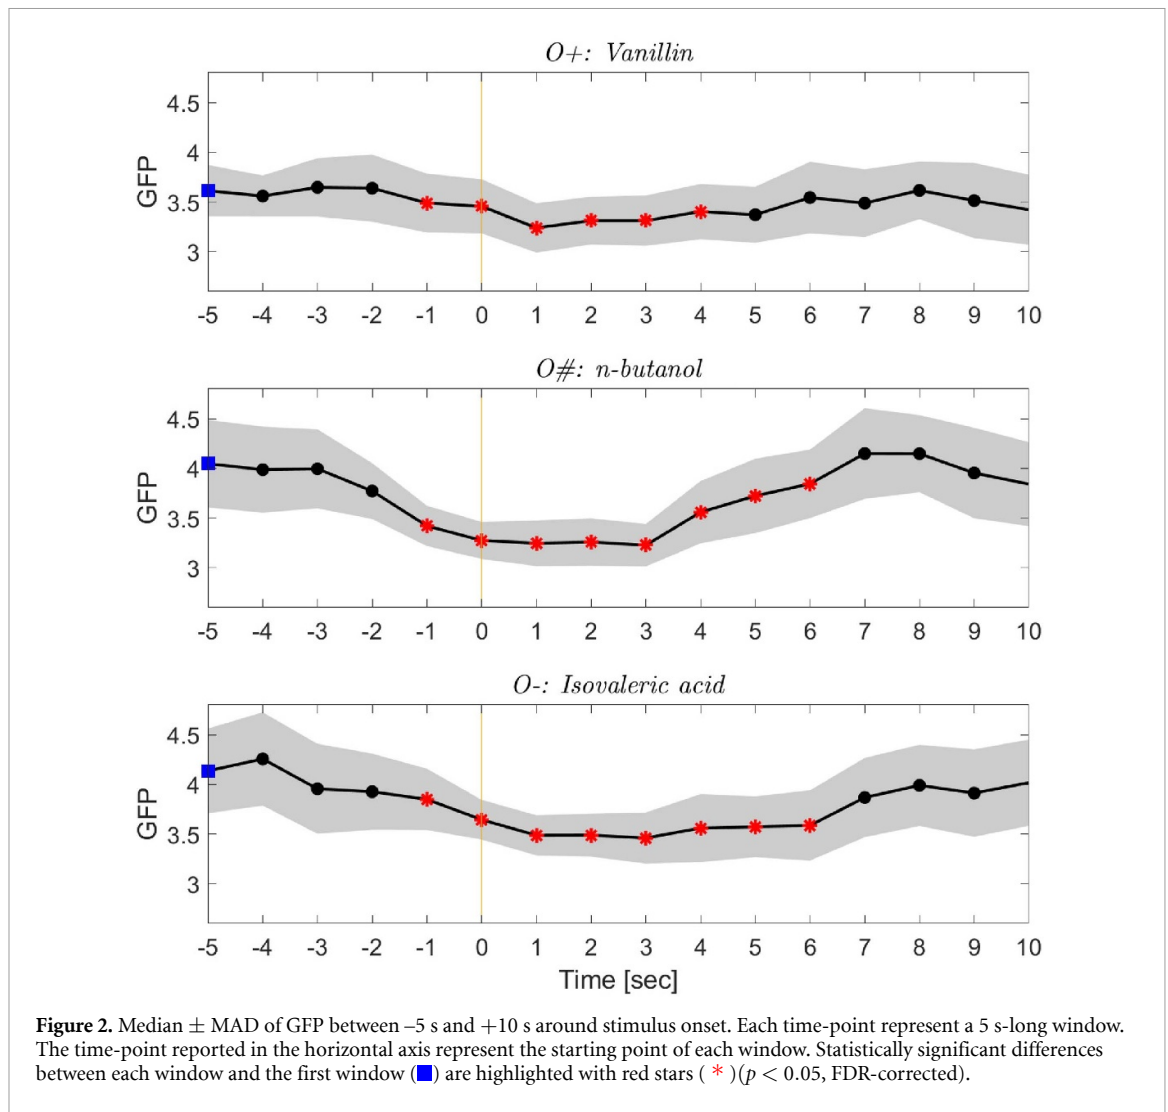 O+: Vanillin
4.5
4
3.5
3
GFP
-5 -4 -3 -2 -1 0 1 2 3 4 5 6 7 8 9 10
O#: n-butanol
4.5
4
3.5
3
GFP
-5 -4 -3 -2 -1 0 1 2 3 4 5 6 7 8 9 10
O-: Isovaleric acid
4.5
4
3.5
3
GFP
-5 -4 -3 -2 -1 0 1 2 3 4 5 6 7 8 9 10
Time [sec]
Figure 2. Median ± MAD of GFP between –5 s and +10 s around stimulus onset. Each time-point represent a 5 s-long window.
The time-point reported in the horizontal axis represent the starting point of each window. Statistically significant differences
between each window and the first window (■) are highlighted with red stars ( * )(p < 0.05, FDR-corrected).